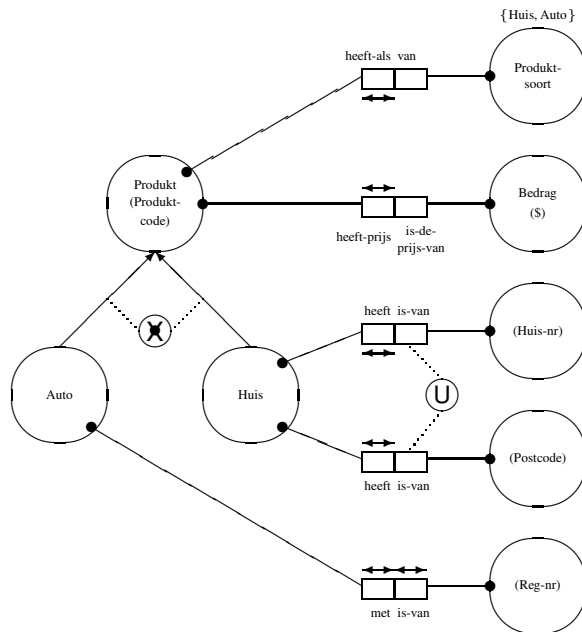 {Huis, Auto}
heeft-als van
Produkt-
soort
Produkt
(Produkt-
code)
Bedrag
($)
heeft-prijs
is-de-
prijs-van
X
heeft is-van
(Huis-nr)
Auto
Huis
U
heeft is-van
(Postcode)
met is-van
(Reg-nr)